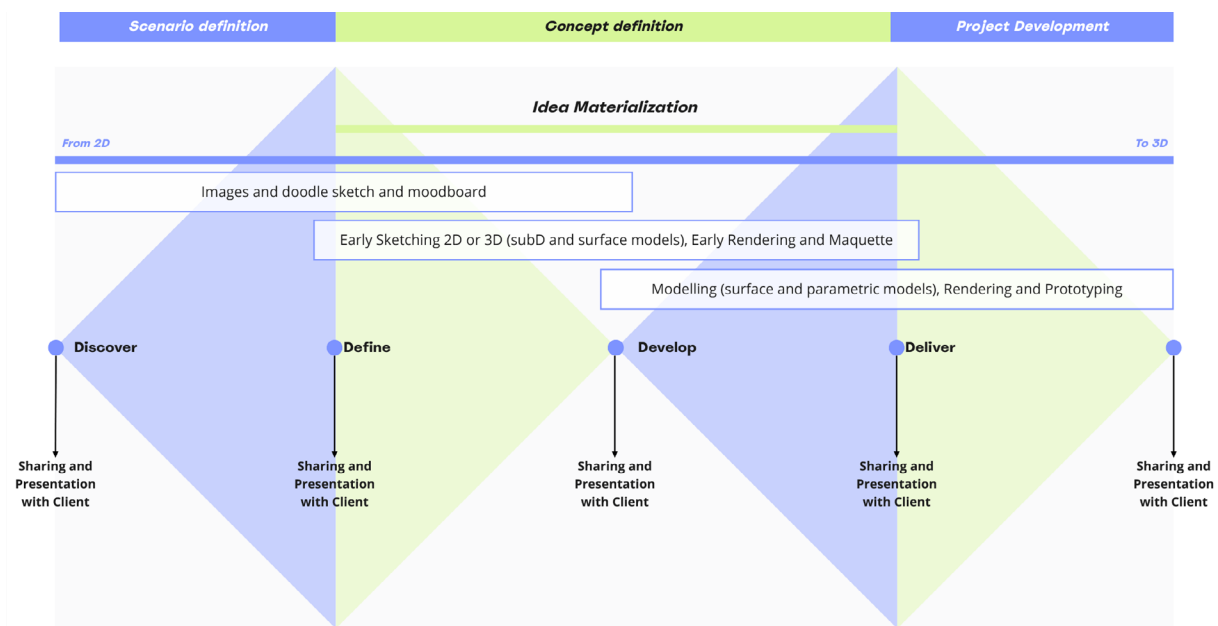 Scenario definition
Concept definition
Project Development
Idea Materialization
From 2D
To 3D
Images and doodle sketch and moodboard
Early Sketching 2D or 3D (subD and surface models), Early Rendering and Maquette
Modelling (surface and parametric models), Rendering and Prototyping
Discover
Define
Develop
Deliver
Sharing and
Presentation
with Client
Sharing and
Presentation
with Client
Sharing and
Presentation
with Client
Sharing and
Presentation
with Client
Sharing and
Presentation
with Client